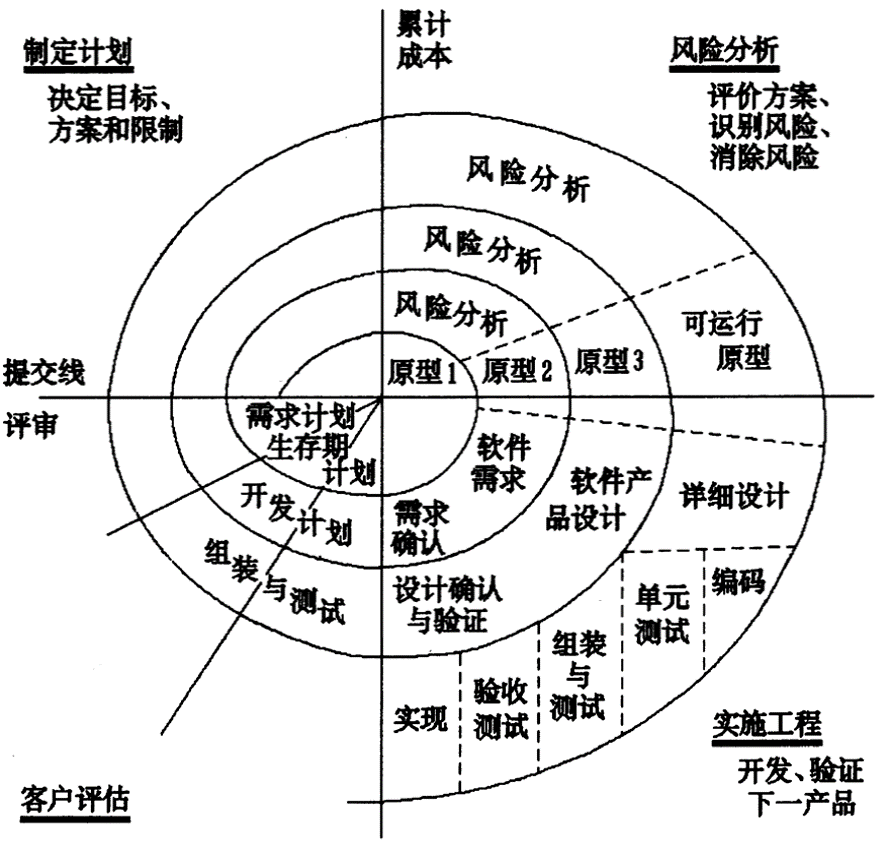 累计
成本
制定计划
决定目标、
方案和限制
风险分析
评价方案、
识别风险、
消除风险
风险分析
风险分析
风险分析
可运行
原型
原型1
原型2
原型3
提交线
评审
需求计划
生存期
计划
软件
需求
开发计划
需求
确认
软件产
品设计
详细设计
组装与测试
设计确认
与验证
实现
验收
测试
组装
与
测试
单元
测试
编码
实施工程
开发、验证
下一产品
客户评估